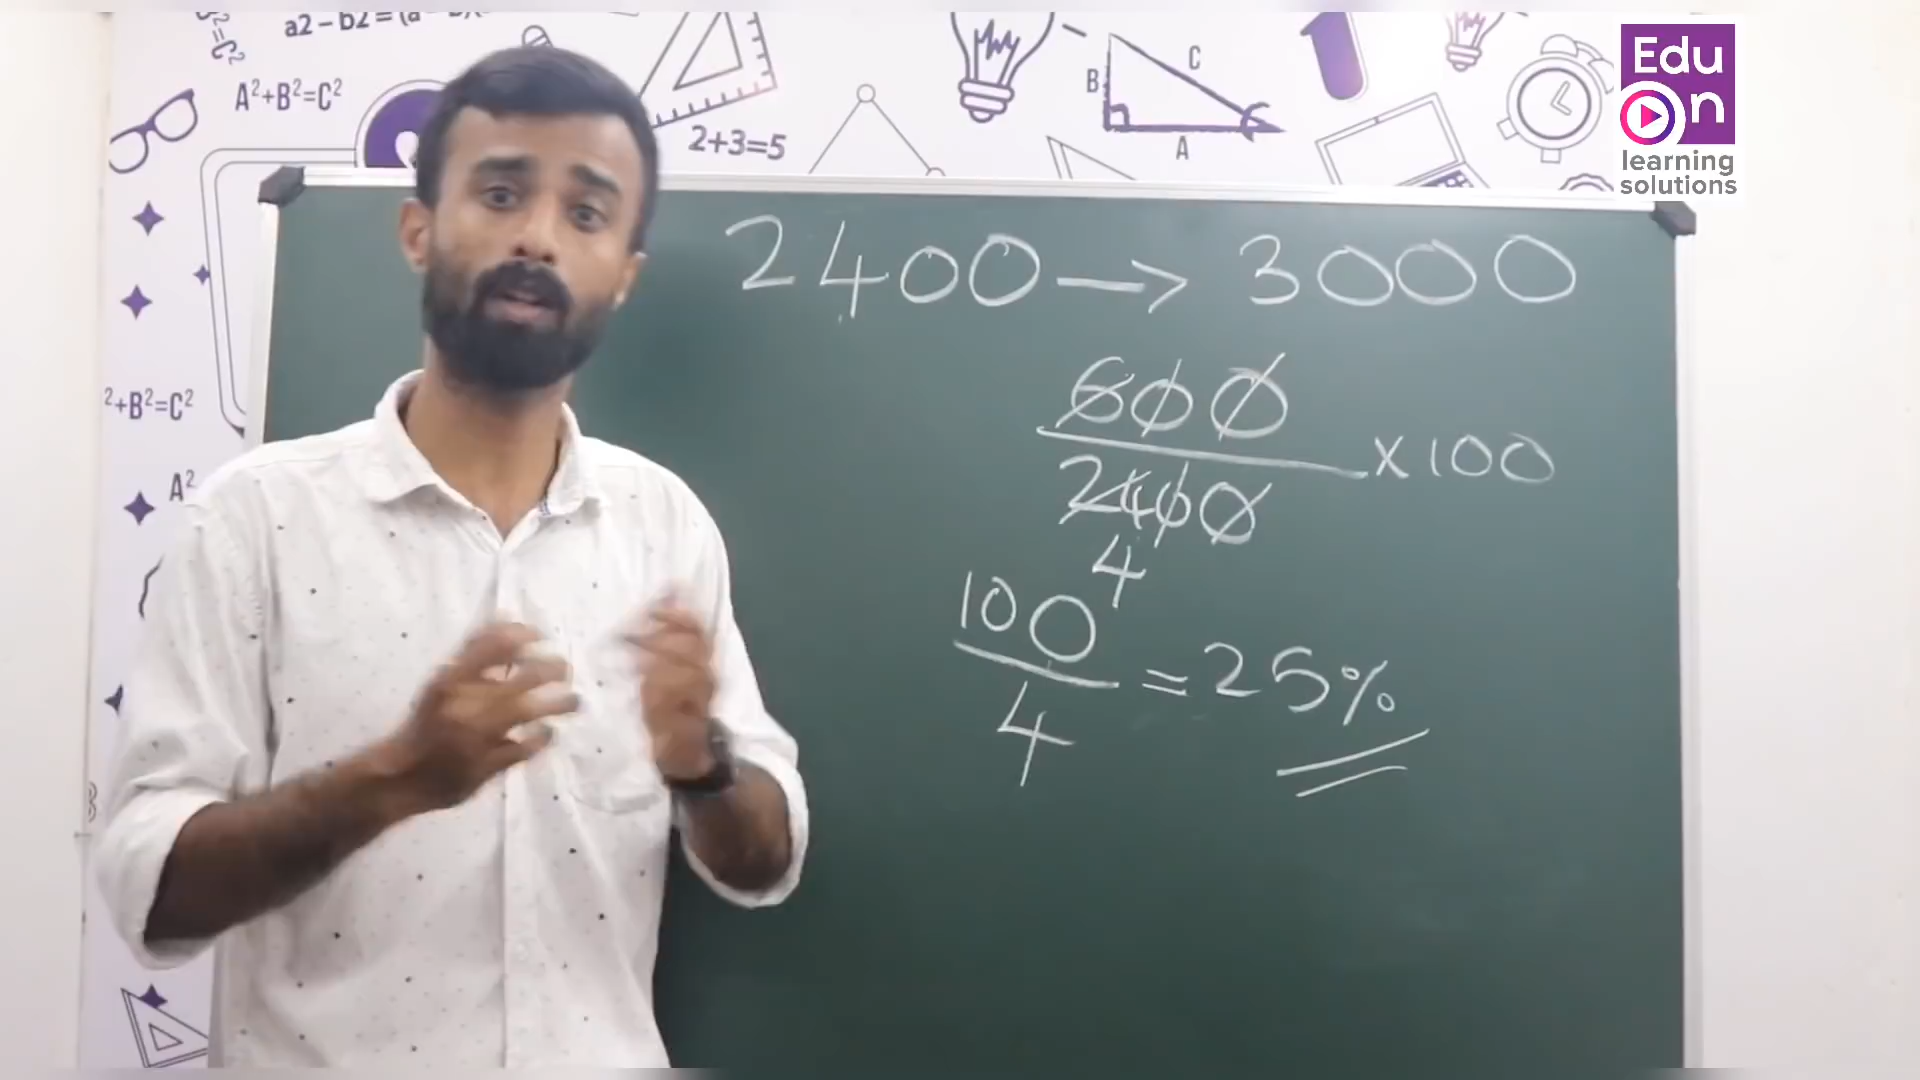 a2 – b2 =
A²+B²=C²
2+3=5
B
C
A
Edu
On
learning
solutions
2400 → 3000
600
2400
×100
4
²+B²=C²
A²
100
4
= 25%